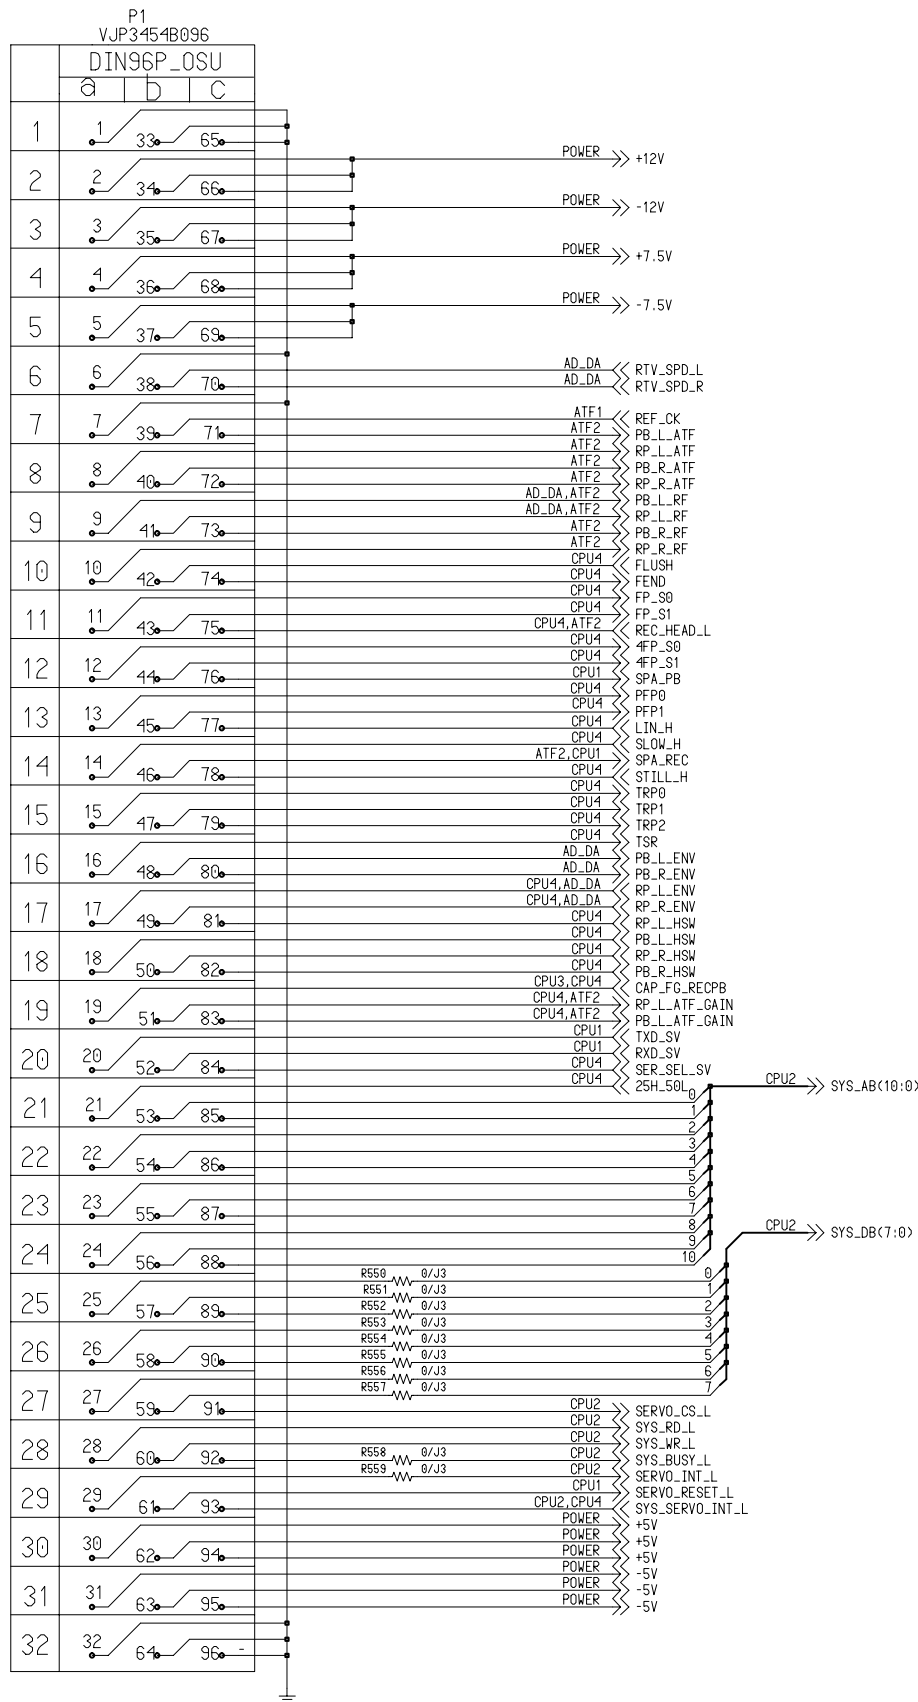 P1
VJP3454B096
DIN96P_OSU
a b c
1 1 33 65
POWER +12V
2 2 34 66
POWER -12V
3 3 35 67
POWER +7.5V
4 4 36 68
POWER -7.5V
5 5 37 69
6 6 38 70
AD_DA RTV_SPD_L
AD_DA RTV_SPD_R
7 7 39 71
ATF1 REF_CK
ATF2 PB_L_ATF
ATF2 RP_L_ATF
8 8 40 72
ATF2 PB_R_ATF
ATF2 RP_R_ATF
AD_DA,ATF2 PB_L_RF
9 9 41 73
AD_DA,ATF2 RP_L_RF
ATF2 PB_R_RF
ATF2 RP_R_RF
10 10 42 74
CPU4 FLUSH
CPU4 FEND
CPU4 FP_S0
11 11 43 75
CPU4 FP_S1
CPU4,ATF2 REC_HEAD_L
CPU4 4FP_S0
12 12 44 76
CPU4 4FP_S1
CPU1 SPA_PB
CPU4 PFP0
13 13 45 77
CPU4 PFP1
CPU4 LIN_H
CPU4 SLOW_H
14 14 46 78
ATF2,CPU1 SPA_REC
CPU4 STILL_H
CPU4 TRP0
15 15 47 79
CPU4 TRP1
CPU4 TRP2
CPU4 TSR
16 16 48 80
AD_DA PB_L_ENV
AD_DA PB_R_ENV
CPU4,AD_DA RP_L_ENV
17 17 49 81
CPU4,AD_DA RP_R_ENV
CPU4 RP_L_HSW
CPU4 PB_L_HSW
18 18 50 82
CPU4 RP_R_HSW
CPU4 PB_R_HSW
CPU3,CPU4 CAP_FG_RECPB
19 19 51 83
CPU4,ATF2 RP_L_ATF_GAIN
CPU4,ATF2 PB_L_ATF_GAIN
CPU1 TXD_SV
20 20 52 84
CPU1 RXD_SV
CPU4 SER_SEL_SV
CPU4 25H_50L
CPU2 SYS_AB(10:0)
21 21 53 85
0
1
2
22 22 54 86
3
4
5
23 23 55 87
6
7
8
CPU2 SYS_DB(7:0)
24 24 56 88
9
10
R550 0/J3 0
25 25 57 89
R551 0/J3 1
R552 0/J3 2
R553 0/J3 3
26 26 58 90
R554 0/J3 4
R555 0/J3 5
R556 0/J3 6
27 27 59 91
R557 0/J3 7
CPU2 SERVO_CS_L
CPU2 SYS_RD_L
28 28 60 92
CPU2 SYS_WR_L
R558 0/J3 CPU2 SYS_BUSY_L
R559 0/J3 CPU2 SERVO_INT_L
29 29 61 93
CPU1 SERVO_RESET_L
CPU2,CPU4 SYS_SERVO_INT_L
POWER +5V
30 30 62 94
POWER +5V
POWER +5V
POWER -5V
31 31 63 95
POWER -5V
POWER -5V
32 32 64 96 -